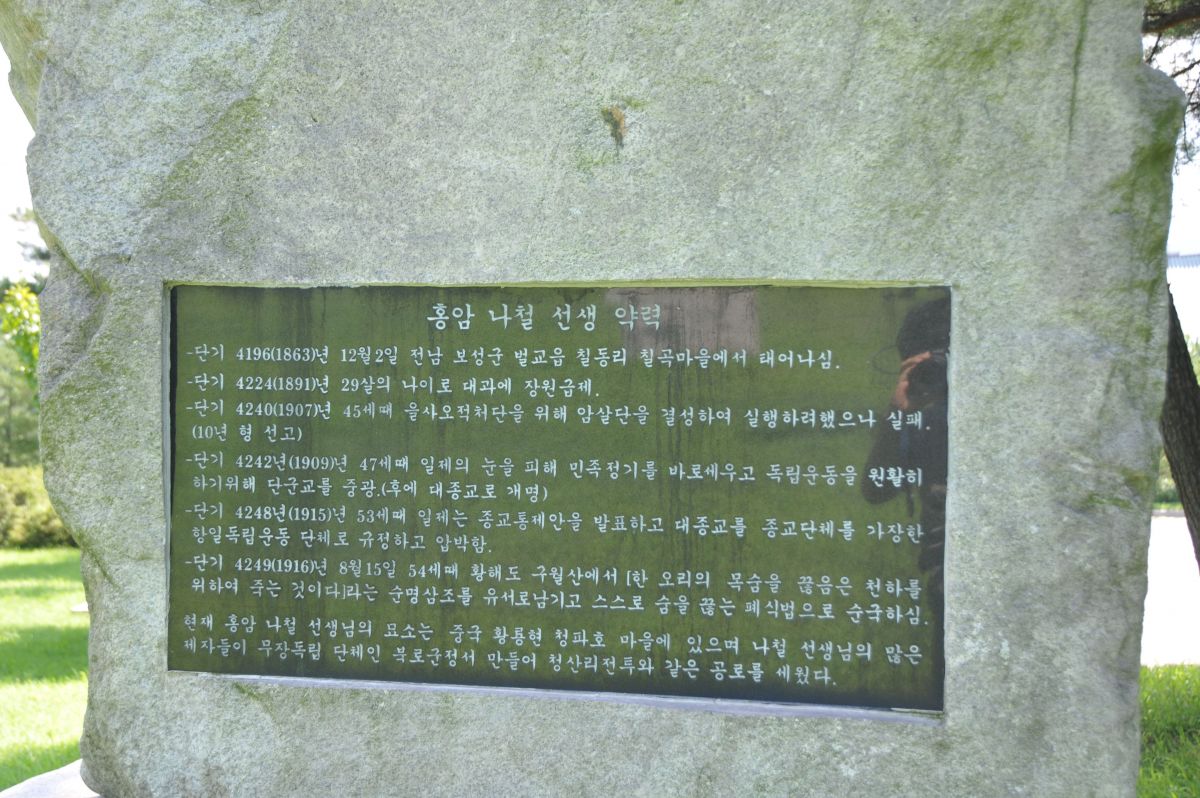 홍암 나철 선생 약력
-단기 4196(1863)년 12월2일 전남 보성군 벌교읍 칠동리 칠곡마을에서 태어나심.
-단기 4224(1891)년 29살의 나이로 대과에 장원급제.
-단기 4240(1907)년 45세때 을사오적처단을 위해 암살단을 결성하여 실행하려했으나 실패.
(10년 형 선고)
-단기 4242년(1909)년 47세때 일제의 눈을 피해 민족정기를 바로세우고 독립운동을 원활히
하기위해 단군교를 중광.(후에 대종교로 개명)
-단기 4248년(1915)년 53세때 일제는 종교통제안을 발표하고 대종교를 종교단체를 가장한
항일독립운동 단체로 규정하고 압박함.
-단기 4249(1916)년 8월15일 54세때 황해도 구월산에서 [한 오리의 목숨을 끊음은 천하를
위하여 죽는 것이다]라는 순명삼조를 유서로남기고 스스로 숨을 끊는 폐식법으로 순국하심.
현재 홍암 나철 선생님의 묘소는 중국 황룡현 청파호 마을에 있으며 나철 선생님의 많은
제자들이 무장독립 단체인 북로군정서 만들어 청산리전투와 같은 공로를 세웠다.